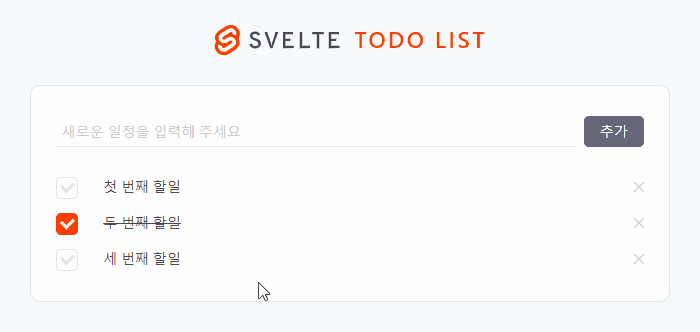 SVELTE TODO LIST
새로운 일정을 입력해 주세요
추가
첫 번째 할일
두 번째 할일
세 번째 할일